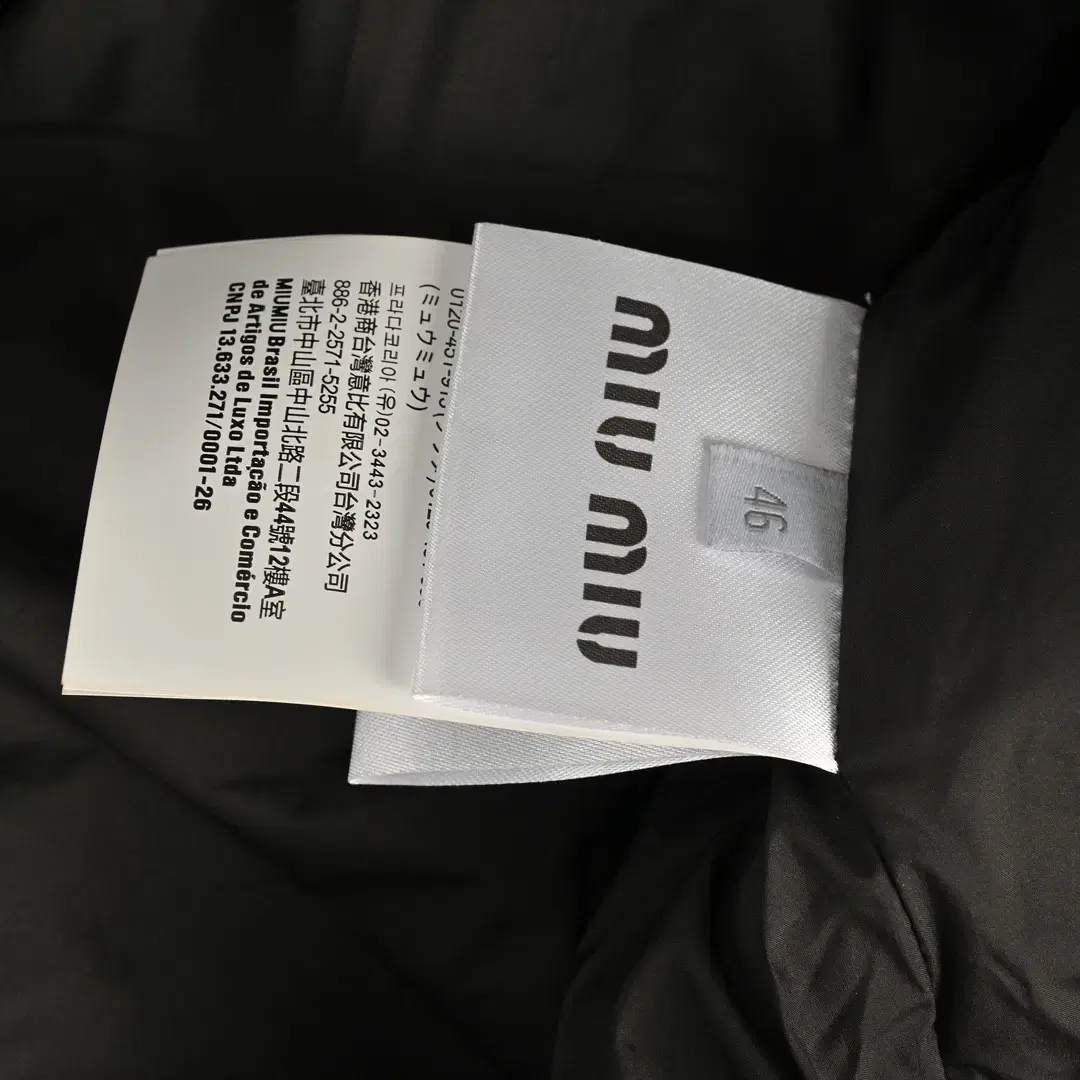 miu miu
46
(ミュウミュウ)
프라다코리아 (유)02-3443-2323
香港商台灣意比有限公司台灣分公司
886-2-2571-5255
臺北市中山區中山北路二段44號12樓A室
MIUMIU Brasil Importação e Comércio
de Artigos de Luxo Ltda
CNPJ 13.633.271/0001-26